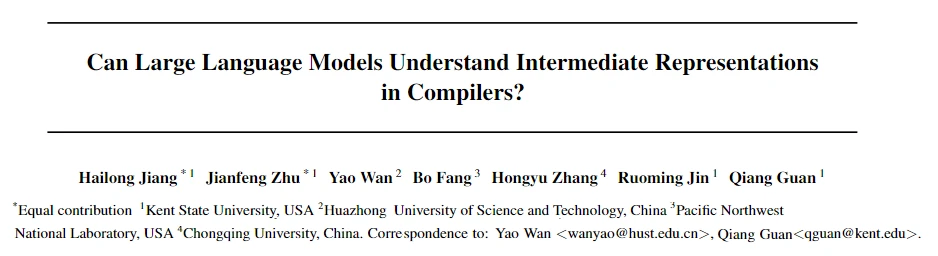 Can Large Language Models Understand Intermediate Representations
in Compilers?
Hailong Jiang *1 Jianfeng Zhu *1 Yao Wan 2 Bo Fang 3 Hongyu Zhang 4 Ruoming Jin 1 Qiang Guan 1
*Equal contribution 1Kent State University, USA 2Huazhong University of Science and Technology, China 3Pacific Northwest
National Laboratory, USA 4Chongqing University, China. Correspondence to: Yao Wan <wanyao@hust.edu.cn>, Qiang Guan<qguan@kent.edu>.